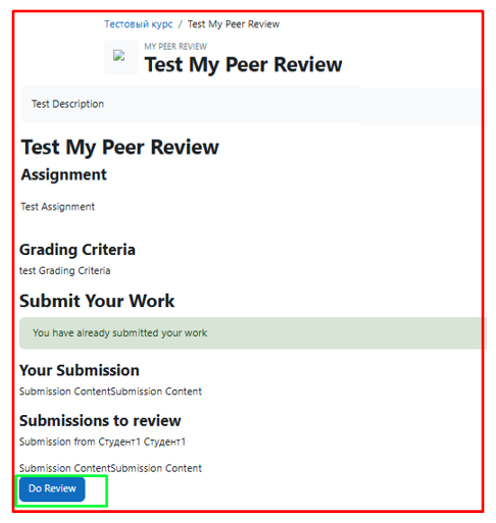 Тестовый курс / Test My Peer Review
MY PEER REVIEW
Test My Peer Review
Test Description
Test My Peer Review
Assignment
Test Assignment
Grading Criteria
test Grading Criteria
Submit Your Work
You have already submitted your work
Your Submission
Submission ContentSubmission Content
Submissions to review
Submission from Студент1 Студент1
Submission ContentSubmission Content
Do Review